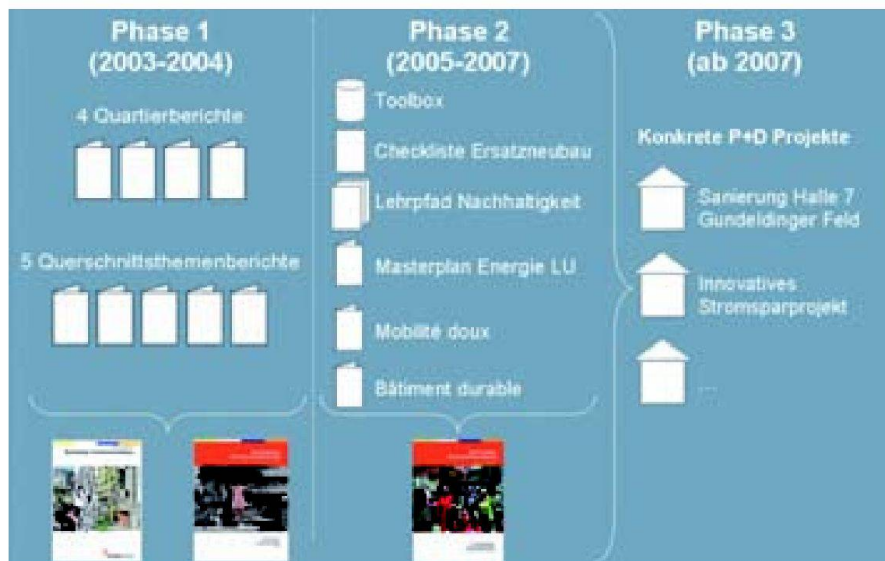 Phase 1
(2003-2004)
4 Quartierberichte
5 Querschnittsthemenberichte
Phase 2
(2005-2007)
Toolbox
Checkliste Ersatzneubau
Lehrpfad Nachhaltigkeit
Masterplan Energie LU
Mobilité doux
Bâtiment durable
Phase 3
(ab 2007)
Konkrete P+D Projekte
Sanierung Halle 7
Gundeldinger Feld
Innovatives
Stromsparprojekt
...